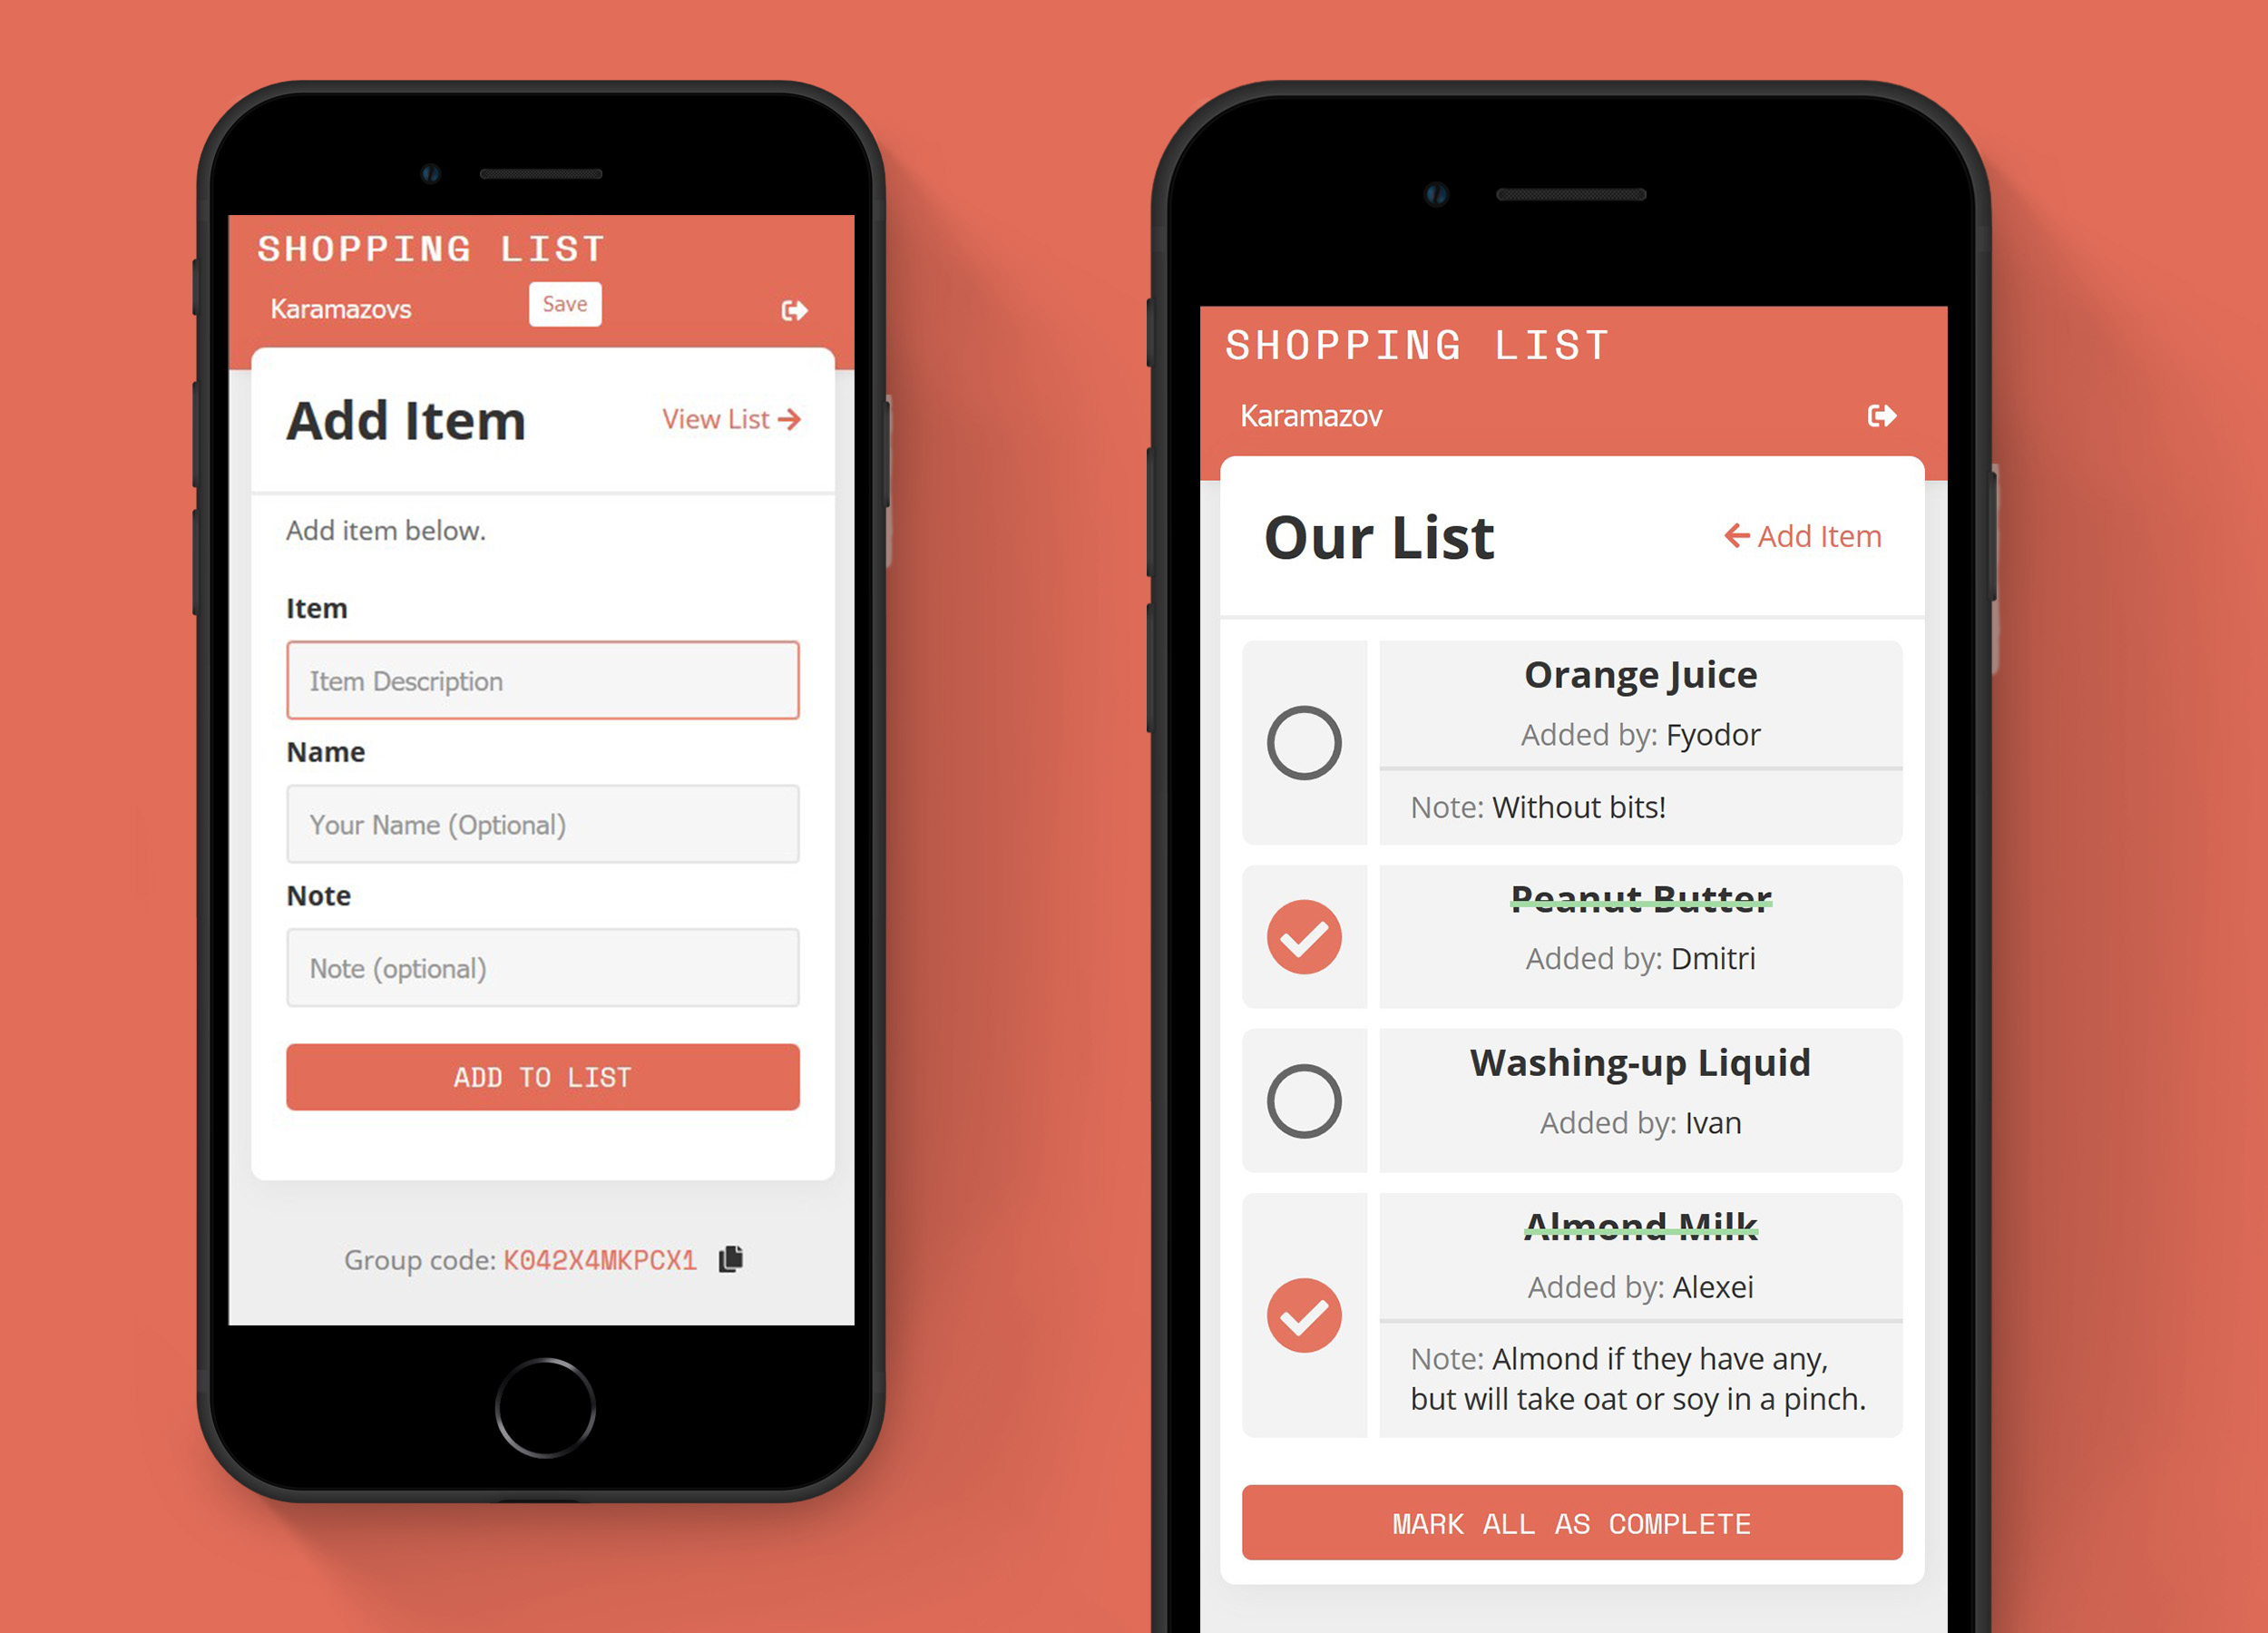 SHOPPING LIST
Karamazovs
Save
Add Item
View List
Add item below.
Item
Item Description
Name
Your Name (Optional)
Note
Note (optional)
ADD TO LIST
Group code: K042X4MKPCX1
SHOPPING LIST
Karamazov
Our List
Add Item
Orange Juice
Added by: Fyodor
Note: Without bits!
Peanut Butter
Added by: Dmitri
Washing-up Liquid
Added by: Ivan
Almond Milk
Added by: Alexei
Note: Almond if they have any,
but will take oat or soy in a pinch.
MARK ALL AS COMPLETE